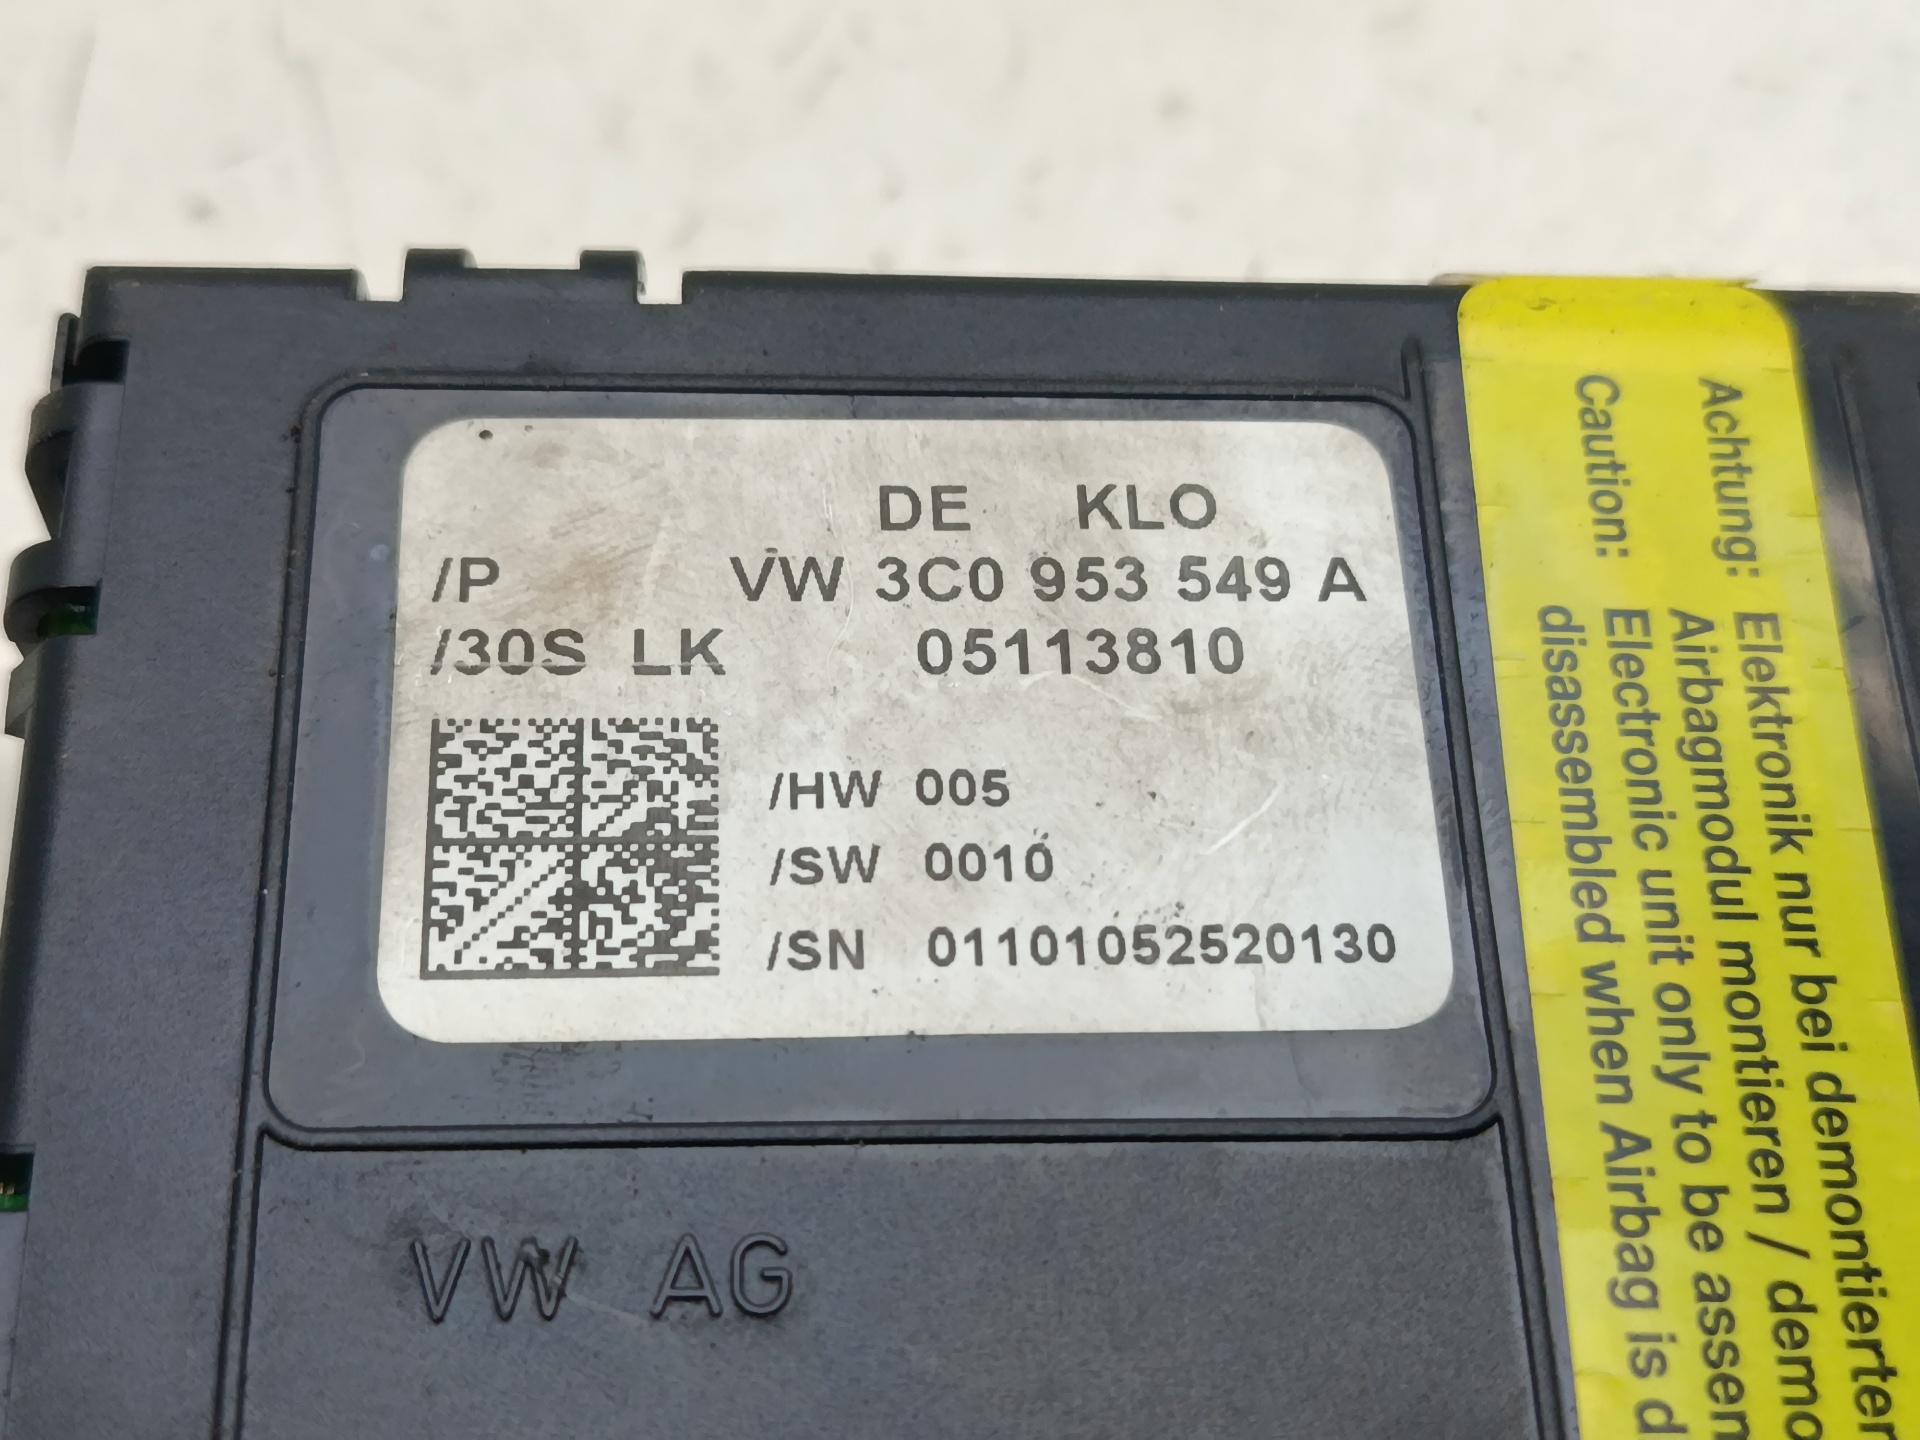 DE KLO
/P VW 3C0 953 549 A
/30S LK 05113810
/HW 005
/SW 0010
/SN 01101052520130
VW AG
Achtung: Elektronik nur bei demontierten
Airbagmodul montieren / demo
Caution: Electronic unit only to be assem
disassembled when Airbag is d